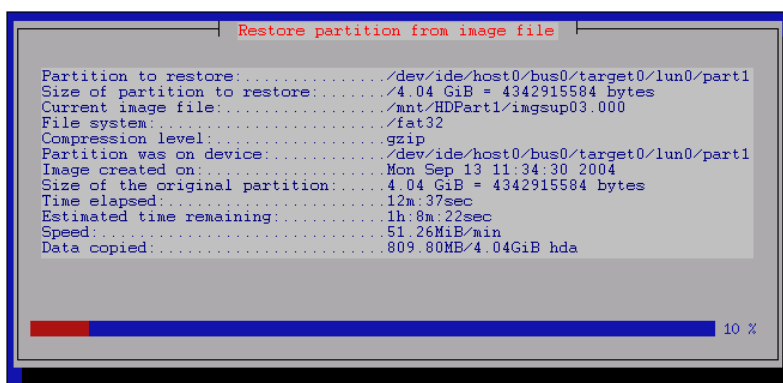 Restore partition from image file
Partition to restore:...............⁄dev/ide/host0/bus0/target0/lun0/part1
Size of partition to restore:.......⁄4.04 GiB = 4342915584 bytes
Current image file:.................⁄mnt/HDPart1/imgsup03.000
File system:........................⁄fat32
Compression level:..................gzip
Partition was on device:............⁄dev/ide/host0/bus0/target0/lun0/part1
Image created on:...................Mon Sep 13 11:34:30 2004
Size of the original partition:.....4.04 GiB = 4342915584 bytes
Time elapsed:.......................12m:37sec
Estimated time remaining:...........1h:8m:22sec
Speed:..............................51.26MiB/min
Data copied:........................809.80MB/4.04GiB hda
10 %